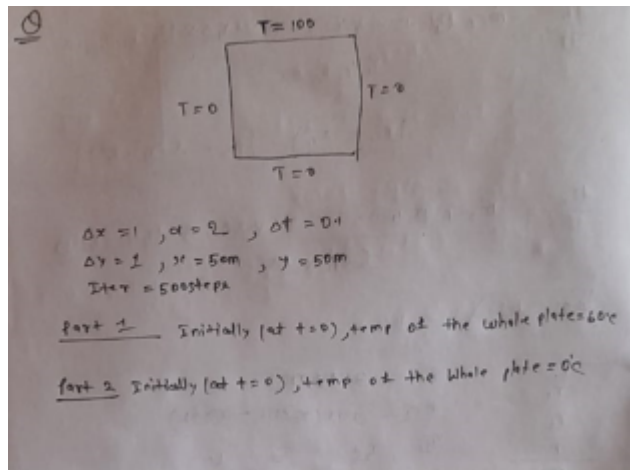 Q
T = 100
T = 0
T = 0
T = 0
Δx = 1 , α = 2 , Δt = 0.1
Δy = 1 , x = 50m , y = 50m
Iter = 500steps
Part 1 Initially (at t=0), temp of the whole plate = 60°c
Part 2 Initially (at t=0), temp of the whole plate = 0°c